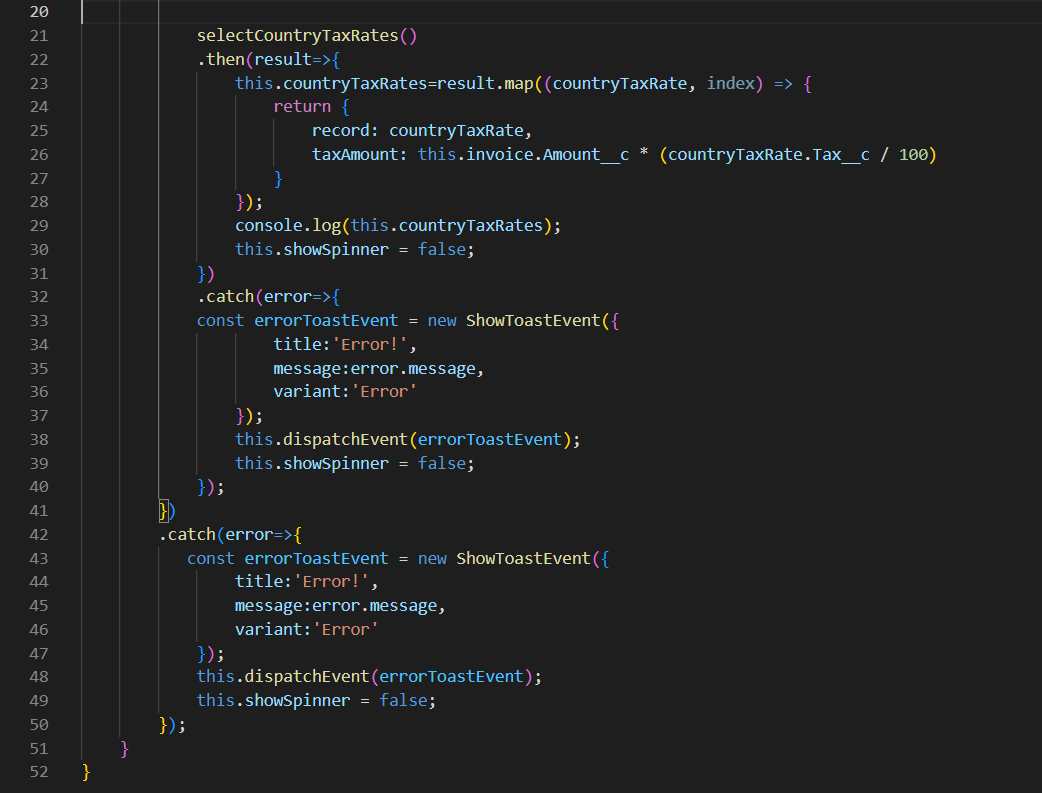 20
21 selectCountryTaxRates()
22 .then(result=>{
23 this.countryTaxRates=result.map((countryTaxRate, index) => {
24 return {
25 record: countryTaxRate,
26 taxAmount: this.invoice.Amount__c * (countryTaxRate.Tax__c / 100)
27 }
28 });
29 console.log(this.countryTaxRates);
30 this.showSpinner = false;
31 })
32 .catch(error=>{
33 const errorToastEvent = new ShowToastEvent({
34 title:'Error!',
35 message:error.message,
36 variant:'Error'
37 });
38 this.dispatchEvent(errorToastEvent);
39 this.showSpinner = false;
40 });
41 })
42 .catch(error=>{
43 const errorToastEvent = new ShowToastEvent({
44 title:'Error!',
45 message:error.message,
46 variant:'Error'
47 });
48 this.dispatchEvent(errorToastEvent);
49 this.showSpinner = false;
50 });
51 }
52 }